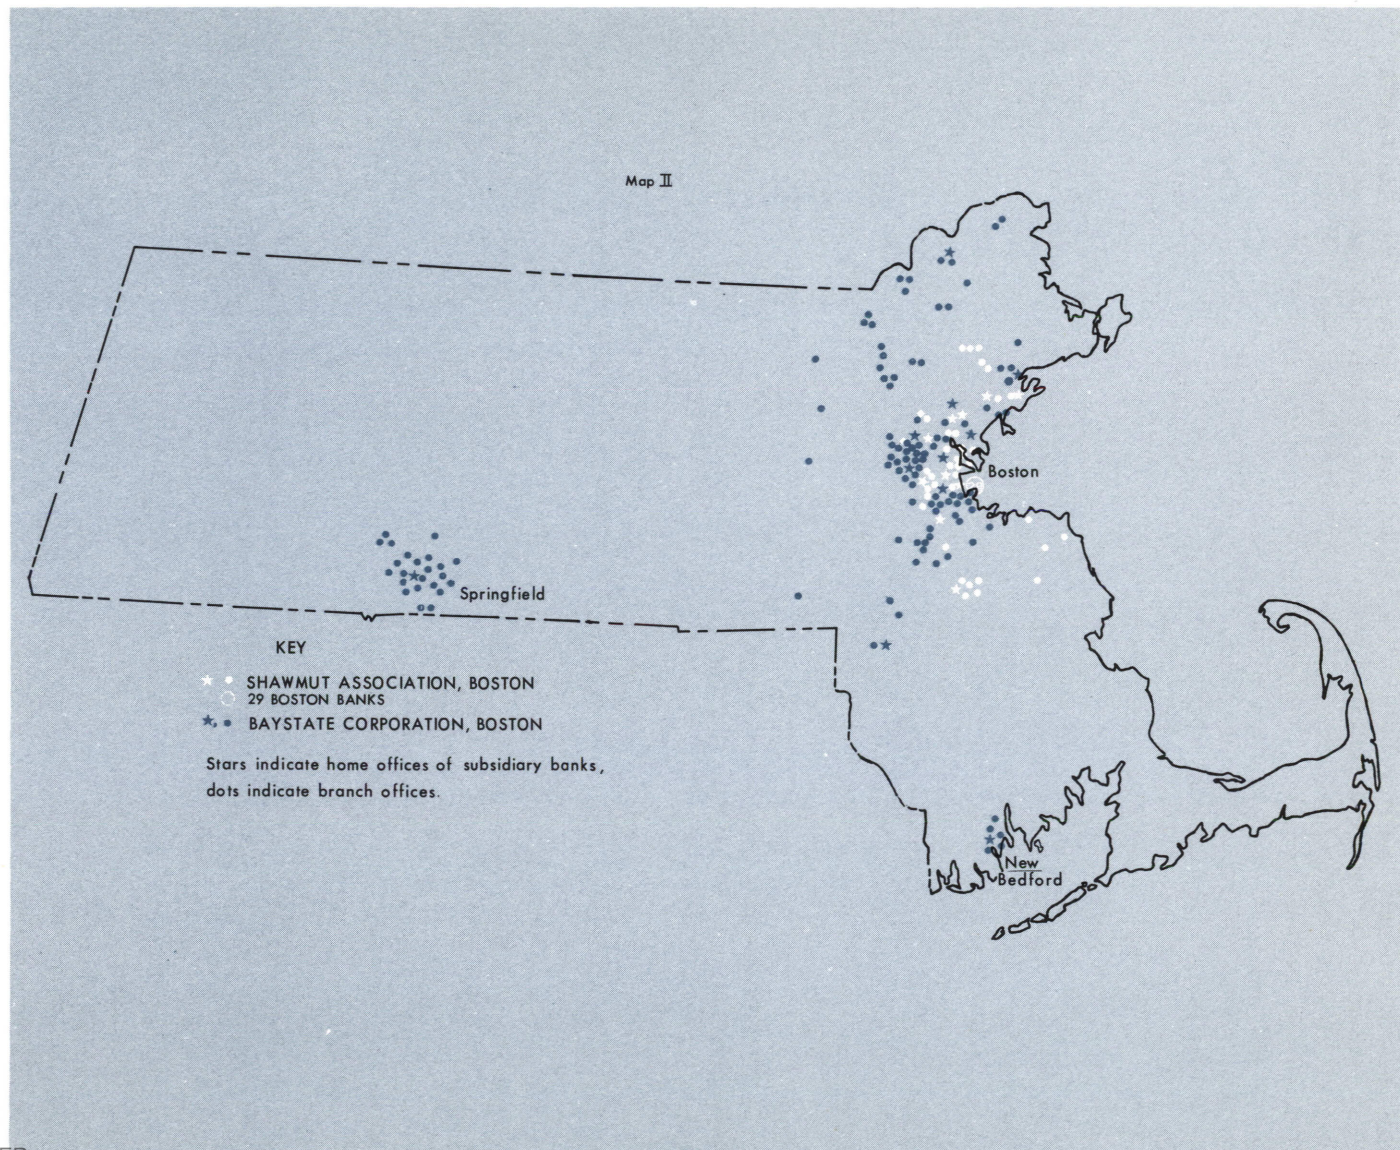 Map II
Boston
Springfield
KEY
SHAWMUT ASSOCIATION, BOSTON
29 BOSTON BANKS
BAYSTATE CORPORATION, BOSTON
Stars indicate home offices of subsidiary banks,
dots indicate branch offices.
New
Bedford